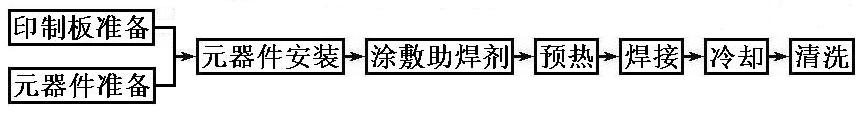 印制板准备
元器件准备
元器件安装
涂敷助焊剂
预热
焊接
冷却
清洗